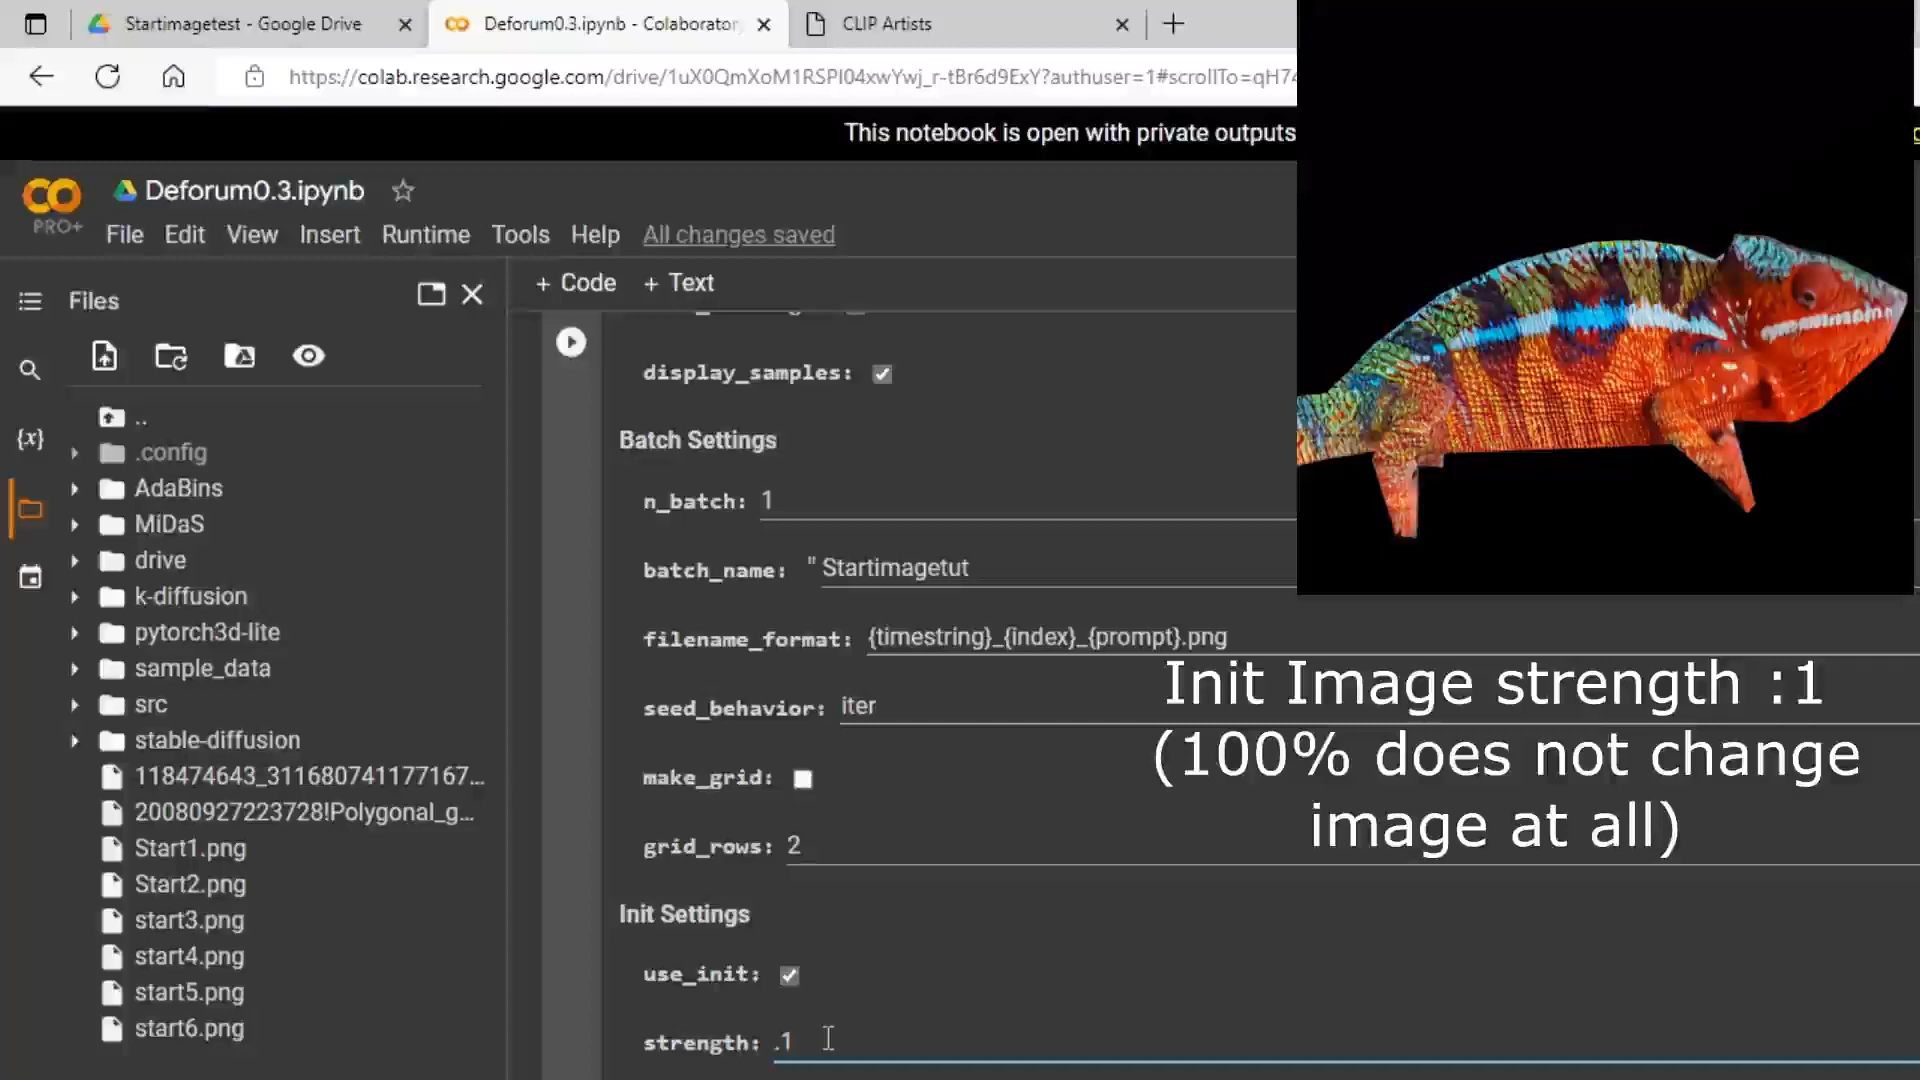 Startimagetest - Google Drive
Deforum0.3.ipynb - Colaborator
CLIP Artists
https://colab.research.google.com/drive/1uX0QmXoM1RSPI04xwYwj_r-tBr6d9ExY?authuser=1#scrollTo=qH74
This notebook is open with private outputs
Deforum0.3.ipynb
PRO+
File Edit View Insert Runtime Tools Help All changes saved
Files
+ Code + Text
{x}
..
.config
AdaBins
MiDaS
drive
k-diffusion
pytorch3d-lite
sample_data
src
stable-diffusion
118474643_311680741177167...
20080927223728!Polygonal_g...
Start1.png
Start2.png
start3.png
start4.png
start5.png
start6.png
display_samples:
Batch Settings
n_batch: 1
batch_name: " Startimagetut
filename_format: {timestring}_{index}_{prompt}.png
seed_behavior: iter
make_grid:
grid_rows: 2
Init Settings
use_init:
strength: .1
Init Image strength :1
(100% does not change
image at all)